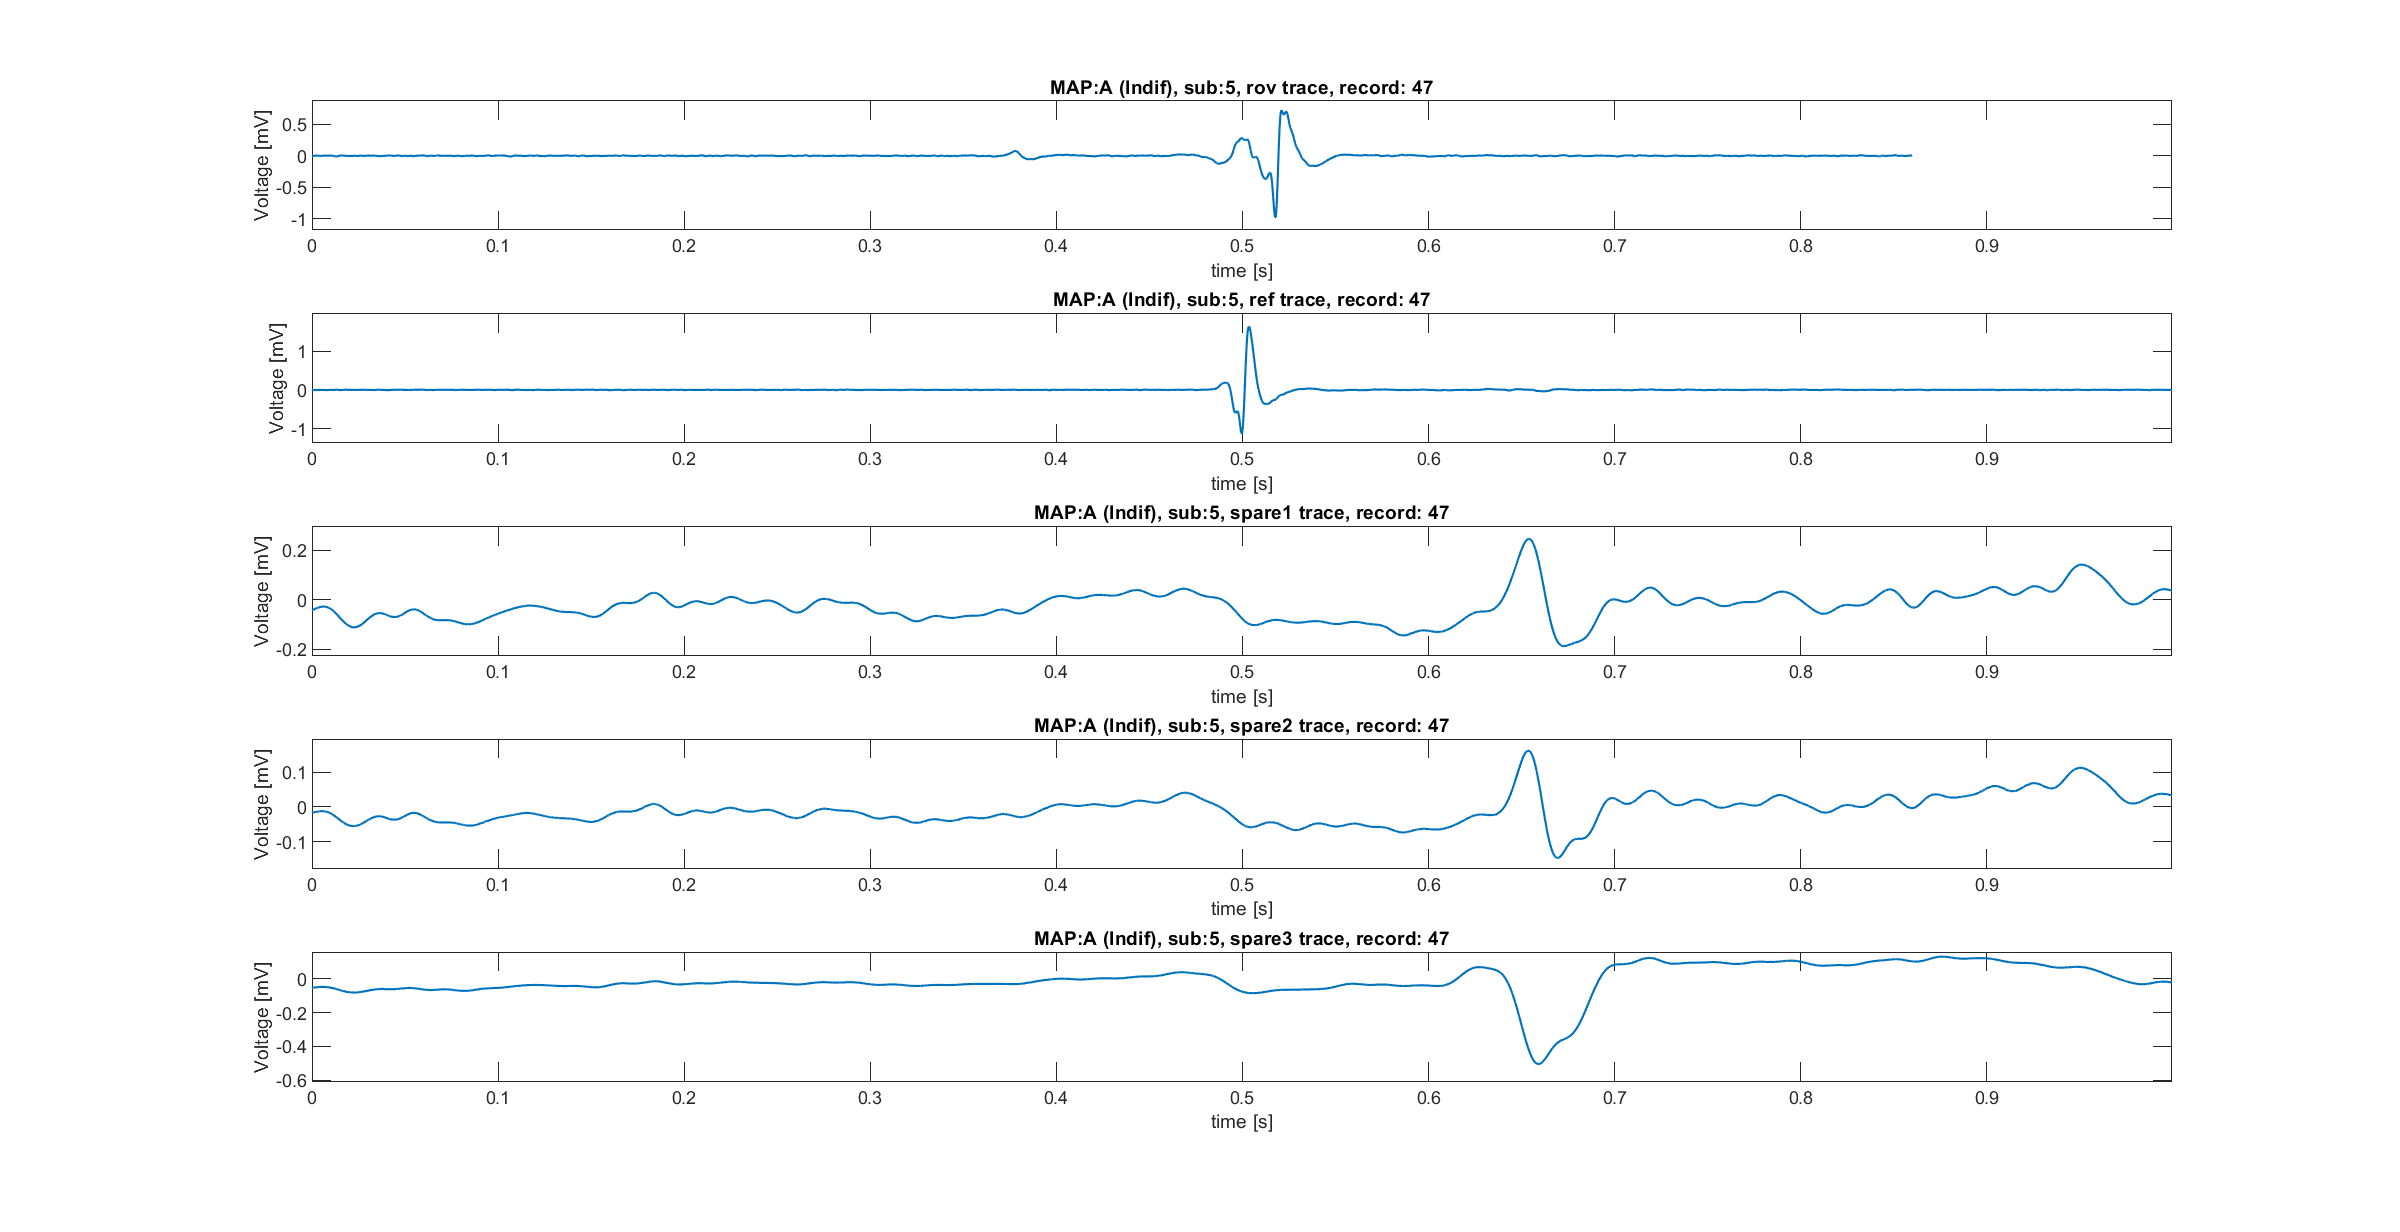 MAP:A (Indif), sub:5, rov trace, record: 47
Voltage [mV]
0.5
0
-0.5
-1
0 0.1 0.2 0.3 0.4 0.5 0.6 0.7 0.8 0.9
time [s]
MAP:A (Indif), sub:5, ref trace, record: 47
Voltage [mV]
1
0
-1
0 0.1 0.2 0.3 0.4 0.5 0.6 0.7 0.8 0.9
time [s]
MAP:A (Indif), sub:5, spare1 trace, record: 47
Voltage [mV]
0.2
0
-0.2
0 0.1 0.2 0.3 0.4 0.5 0.6 0.7 0.8 0.9
time [s]
MAP:A (Indif), sub:5, spare2 trace, record: 47
Voltage [mV]
0.1
0
-0.1
0 0.1 0.2 0.3 0.4 0.5 0.6 0.7 0.8 0.9
time [s]
MAP:A (Indif), sub:5, spare3 trace, record: 47
Voltage [mV]
0
-0.2
-0.4
-0.6
0 0.1 0.2 0.3 0.4 0.5 0.6 0.7 0.8 0.9
time [s]